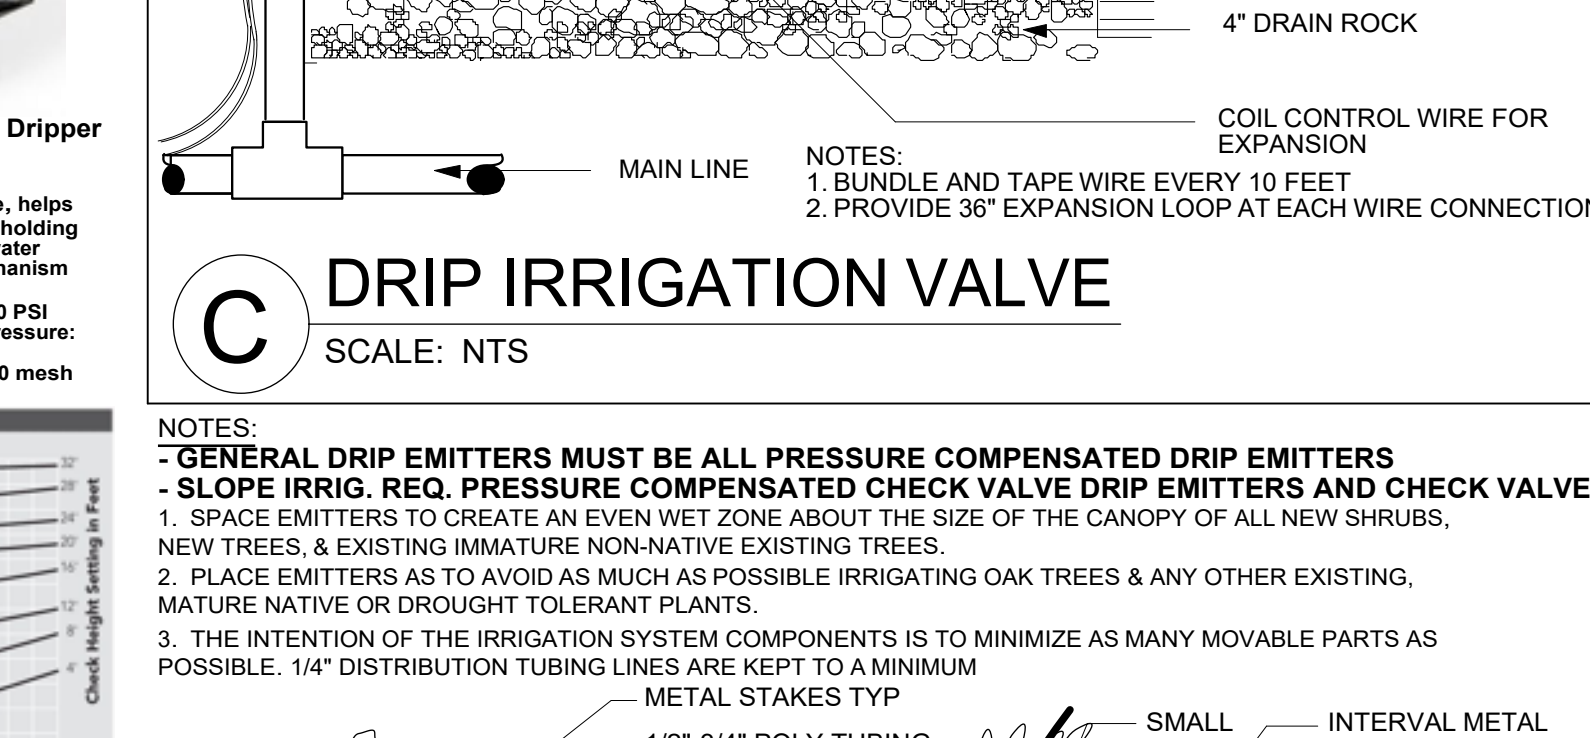 4" DRAIN ROCK
COIL CONTROL WIRE FOR
EXPANSION
MAIN LINE
NOTES:
1. BUNDLE AND TAPE WIRE EVERY 10 FEET
2. PROVIDE 36" EXPANSION LOOP AT EACH WIRE CONNECTION
C
DRIP IRRIGATION VALVE
SCALE: NTS
Dripper
helps
holding
PSI
mesh
32'
28'
24'
20'
16'
12'
8'
4'
Check Height Setting in Feet
NOTES:
- GENERAL DRIP EMITTERS MUST BE ALL PRESSURE COMPENSATED DRIP EMITTERS
- SLOPE IRRIG. REQ. PRESSURE COMPENSATED CHECK VALVE DRIP EMITTERS AND CHECK VALVE
1. SPACE EMITTERS TO CREATE AN EVEN WET ZONE ABOUT THE SIZE OF THE CANOPY OF ALL NEW SHRUBS,
NEW TREES, & EXISTING IMMATURE NON-NATIVE EXISTING TREES.
2. PLACE EMITTERS AS TO AVOID AS MUCH AS POSSIBLE IRRIGATING OAK TREES & ANY OTHER EXISTING,
MATURE NATIVE OR DROUGHT TOLERANT PLANTS.
3. THE INTENTION OF THE IRRIGATION SYSTEM COMPONENTS IS TO MINIMIZE AS MANY MOVABLE PARTS AS
POSSIBLE. 1/4" DISTRIBUTION TUBING LINES ARE KEPT TO A MINIMUM
METAL STAKES TYP
POLY TUBING
SMALL
INTERVAL METAL